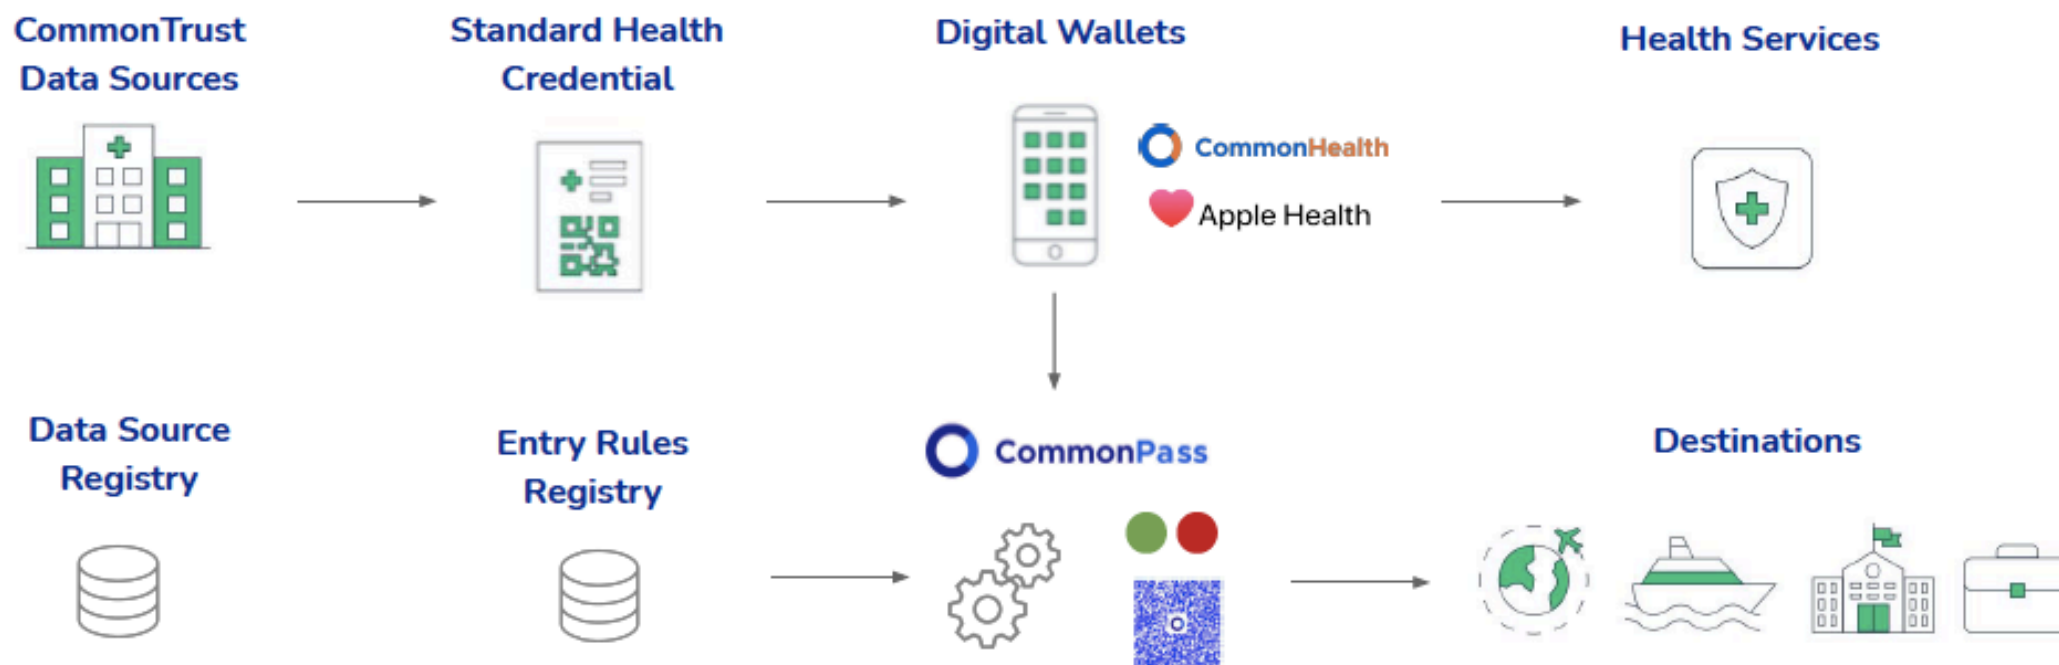 CommonTrust
Data Sources
Standard Health
Credential
Digital Wallets
Health Services
CommonHealth
Apple Health
Data Source
Registry
Entry Rules
Registry
CommonPass
Destinations